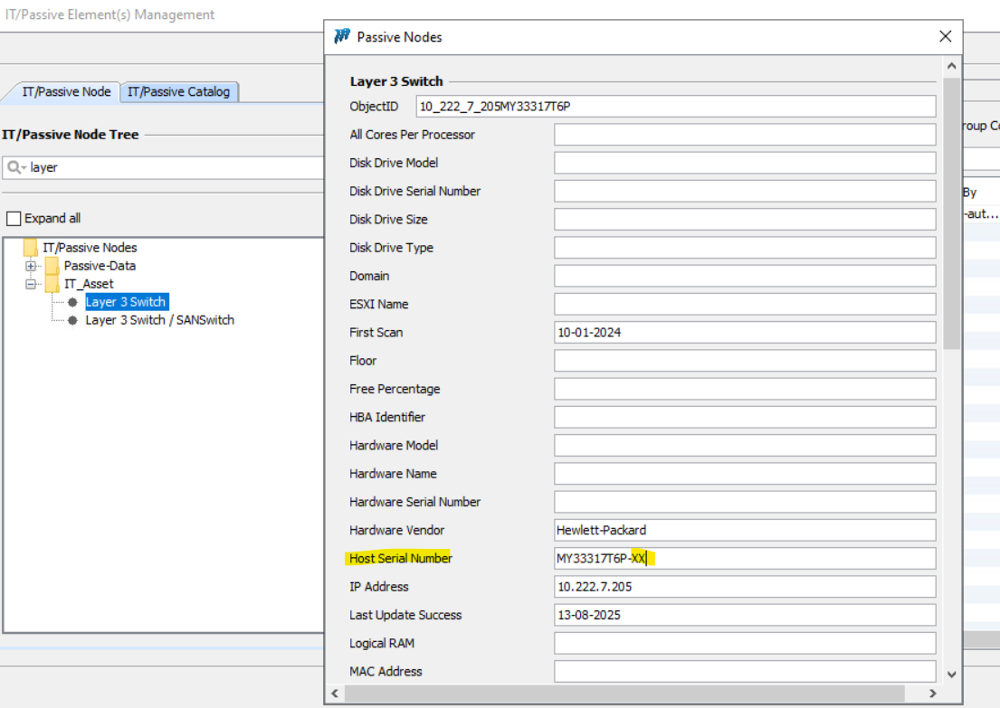 IT/Passive Element(s) Management
IT/Passive Node
IT/Passive Catalog
IT/Passive Node Tree
layer
Expand all
IT/Passive Nodes
Passive-Data
IT_Asset
Layer 3 Switch
Layer 3 Switch / SANSwitch
Passive Nodes
Layer 3 Switch
ObjectID 10_222_7_205MY33317T6P
All Cores Per Processor
Disk Drive Model
Disk Drive Serial Number
Disk Drive Size
Disk Drive Type
Domain
ESXI Name
First Scan 10-01-2024
Floor
Free Percentage
HBA Identifier
Hardware Model
Hardware Name
Hardware Serial Number
Hardware Vendor Hewlett-Packard
Host Serial Number MY33317T6P-XX
IP Address 10.222.7.205
Last Update Success 13-08-2025
Logical RAM
MAC Address
By
-aut...